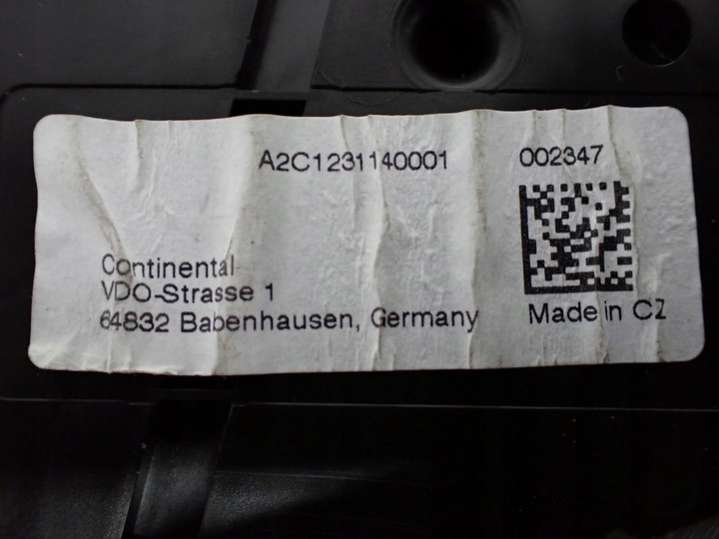 A2C1231140001 002347
Continental
VDO-Strasse 1
64832 Babenhausen, Germany
Made in CZ